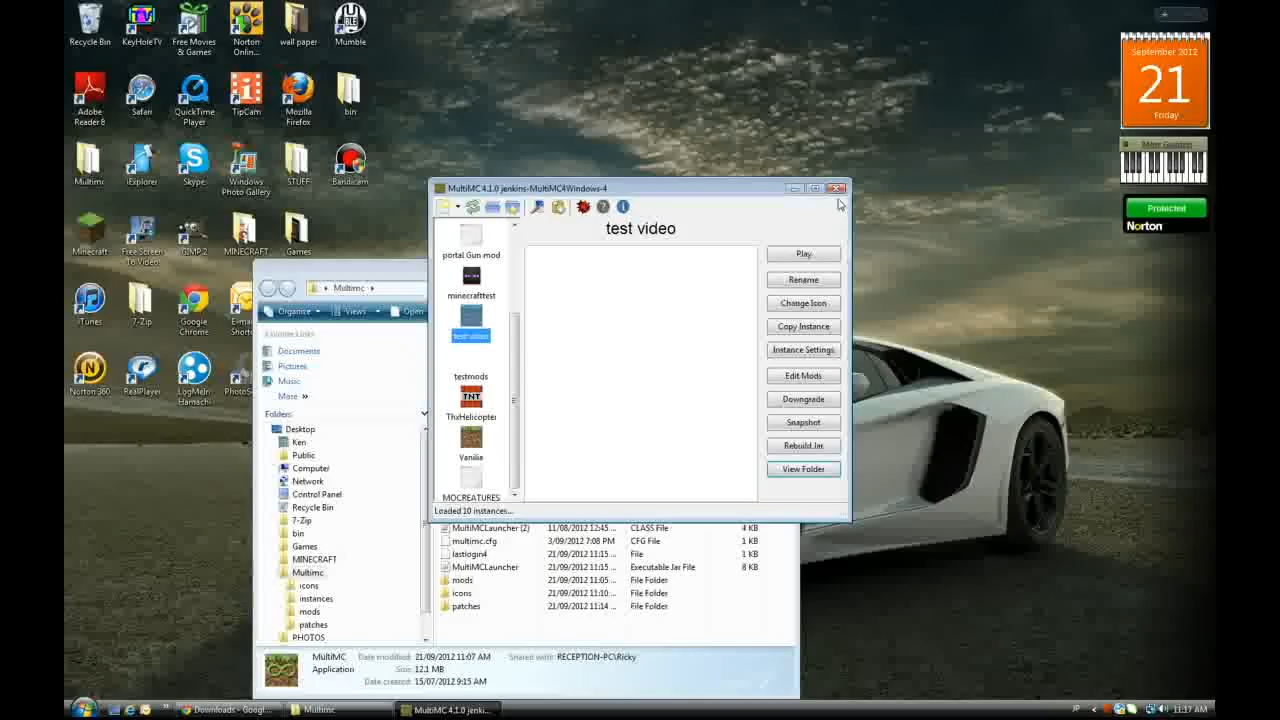 Recycle Bin
KeyHoleTV
Free Movies
& Games
Norton
Onlin...
wall paper
Mumble
Adobe
Reader 8
Safari
QuickTime
Player
TipCam
Mozilla
Firefox
bin
Multimc
iExplorer
Skype
Windows
Photo Gallery
STUFF
Bandicam
Minecraft
Free Screen
To Video
GIMP 2
MINECRAFT
Games
iTunes
7-Zip
Google
Chrome
E-ma
Shortc
Norton 360
RealPlayer
LogMeIn
Hamachi
PhotoS
September 2012
21
Friday
Protected
Norton
MultiMC 4.1.0 jenkins-MultiMC4Windows-4
test video
portal Gun mod
minecrafttest
test video
testmods
TNT
ThxHelicopter
Vanilla
MOCREATURES
Play
Rename
Change Icon
Copy Instance
Instance Settings
Edit Mods
Downgrade
Snapshot
Rebuild Jar
View Folder
Loaded 10 instances...
Multimc
Organize
Views
Open
Favorite Links
Documents
Pictures
Music
More »
Folders
Desktop
Ken
Public
Computer
Network
Control Panel
Recycle Bin
7-Zip
bin
Games
MINECRAFT
Multimc
icons
instances
mods
patches
PHOTOS
MultiMCLauncher (2) 11/08/2012 12:45 ... CLASS File 4 KB
multimc.cfg 3/09/2012 7:08 PM CFG File 1 KB
lastlogin4 21/09/2012 11:15 ... File 1 KB
MultiMCLauncher 21/09/2012 11:15 ... Executable Jar File 8 KB
mods 21/09/2012 11:05 ... File Folder
icons 21/09/2012 11:10 ... File Folder
patches 21/09/2012 11:14 ... File Folder
MultiMC Date modified: 21/09/2012 11:07 AM Shared with: RECEPTION-PC\Ricky
Application Size: 12.1 MB
Date created: 15/07/2012 9:15 AM
Downloads - Googl...
Multimc
MultiMC 4.1.0 jenki...
JP
11:17 AM